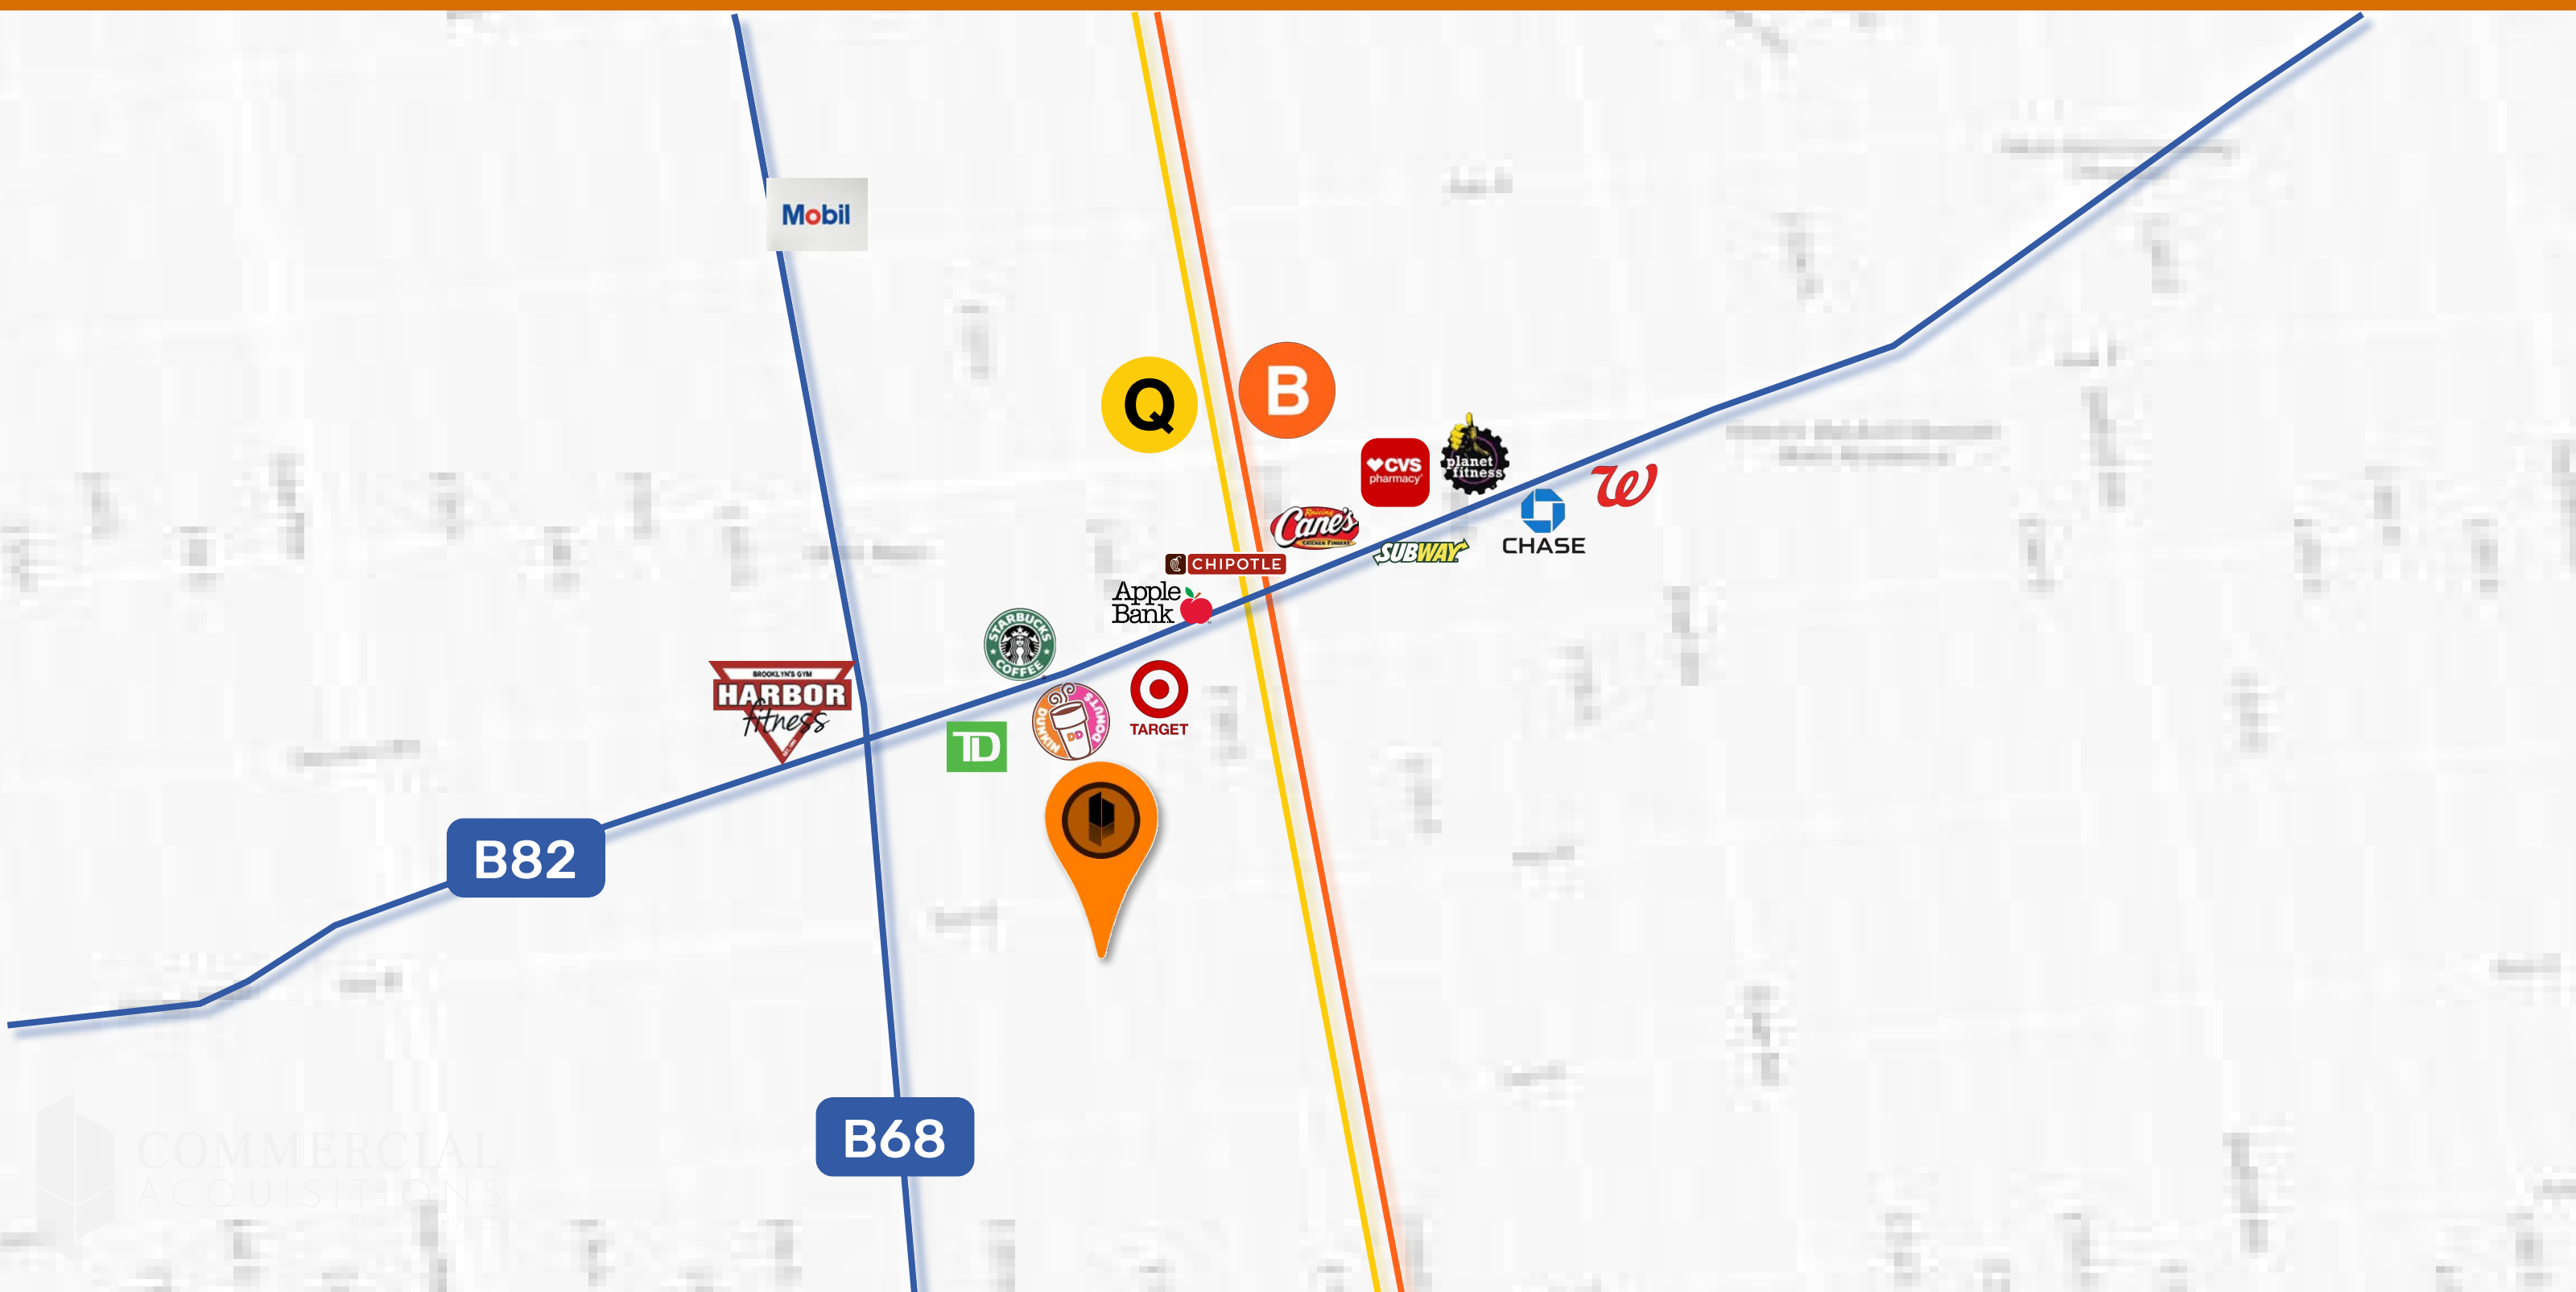 Mobil
Q
B
CVS
pharmacy
planet
fitness
W
Raising
Cane's
CHICKEN FINGERS
SUBWAY
CHASE
CHIPOTLE
Apple
Bank
STARBUCKS
COFFEE
BROOKLYN'S GYM
HARBOR
fitness
TD
DUNKIN'
DONUTS
DD
TARGET
B82
B68
COMMERCIAL
ACQUISITIONS